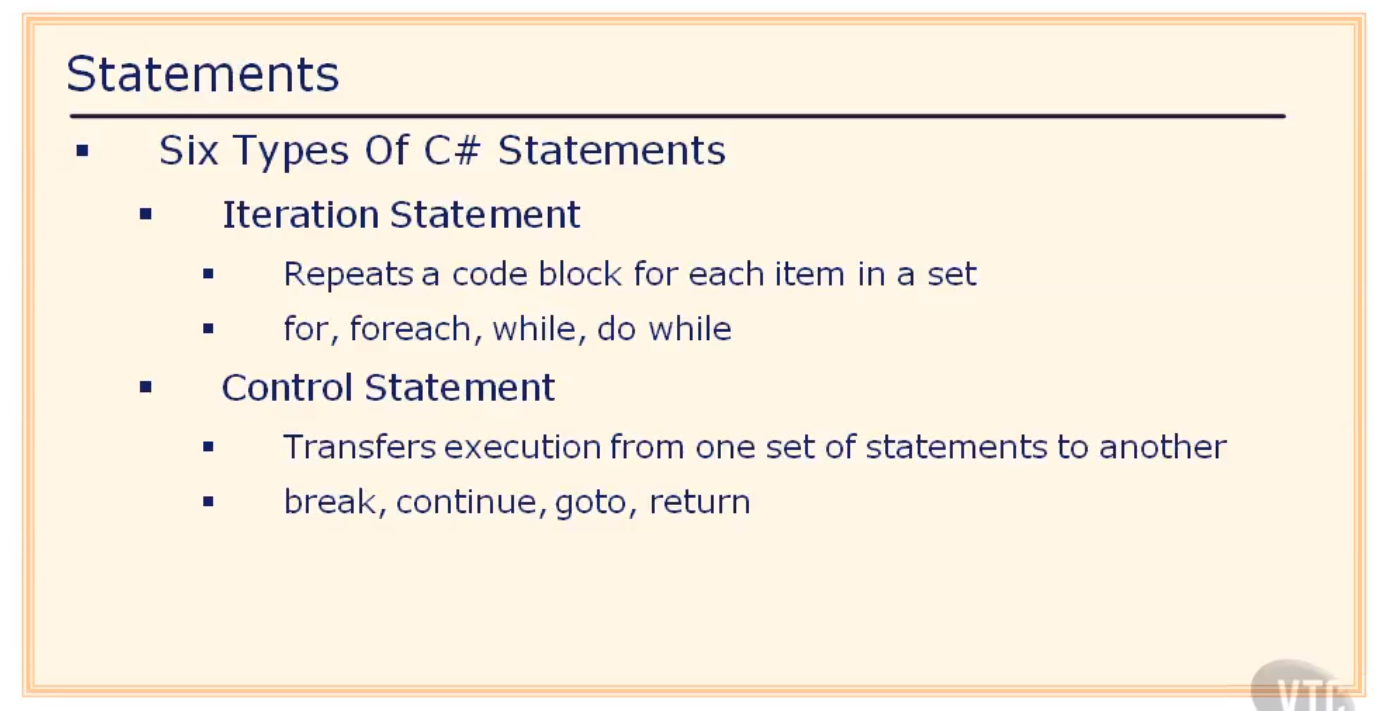 Statements
Six Types Of C# Statements
Iteration Statement
Repeats a code block for each item in a set
for, foreach, while, do while
Control Statement
Transfers execution from one set of statements to another
break, continue, goto, return
VTC